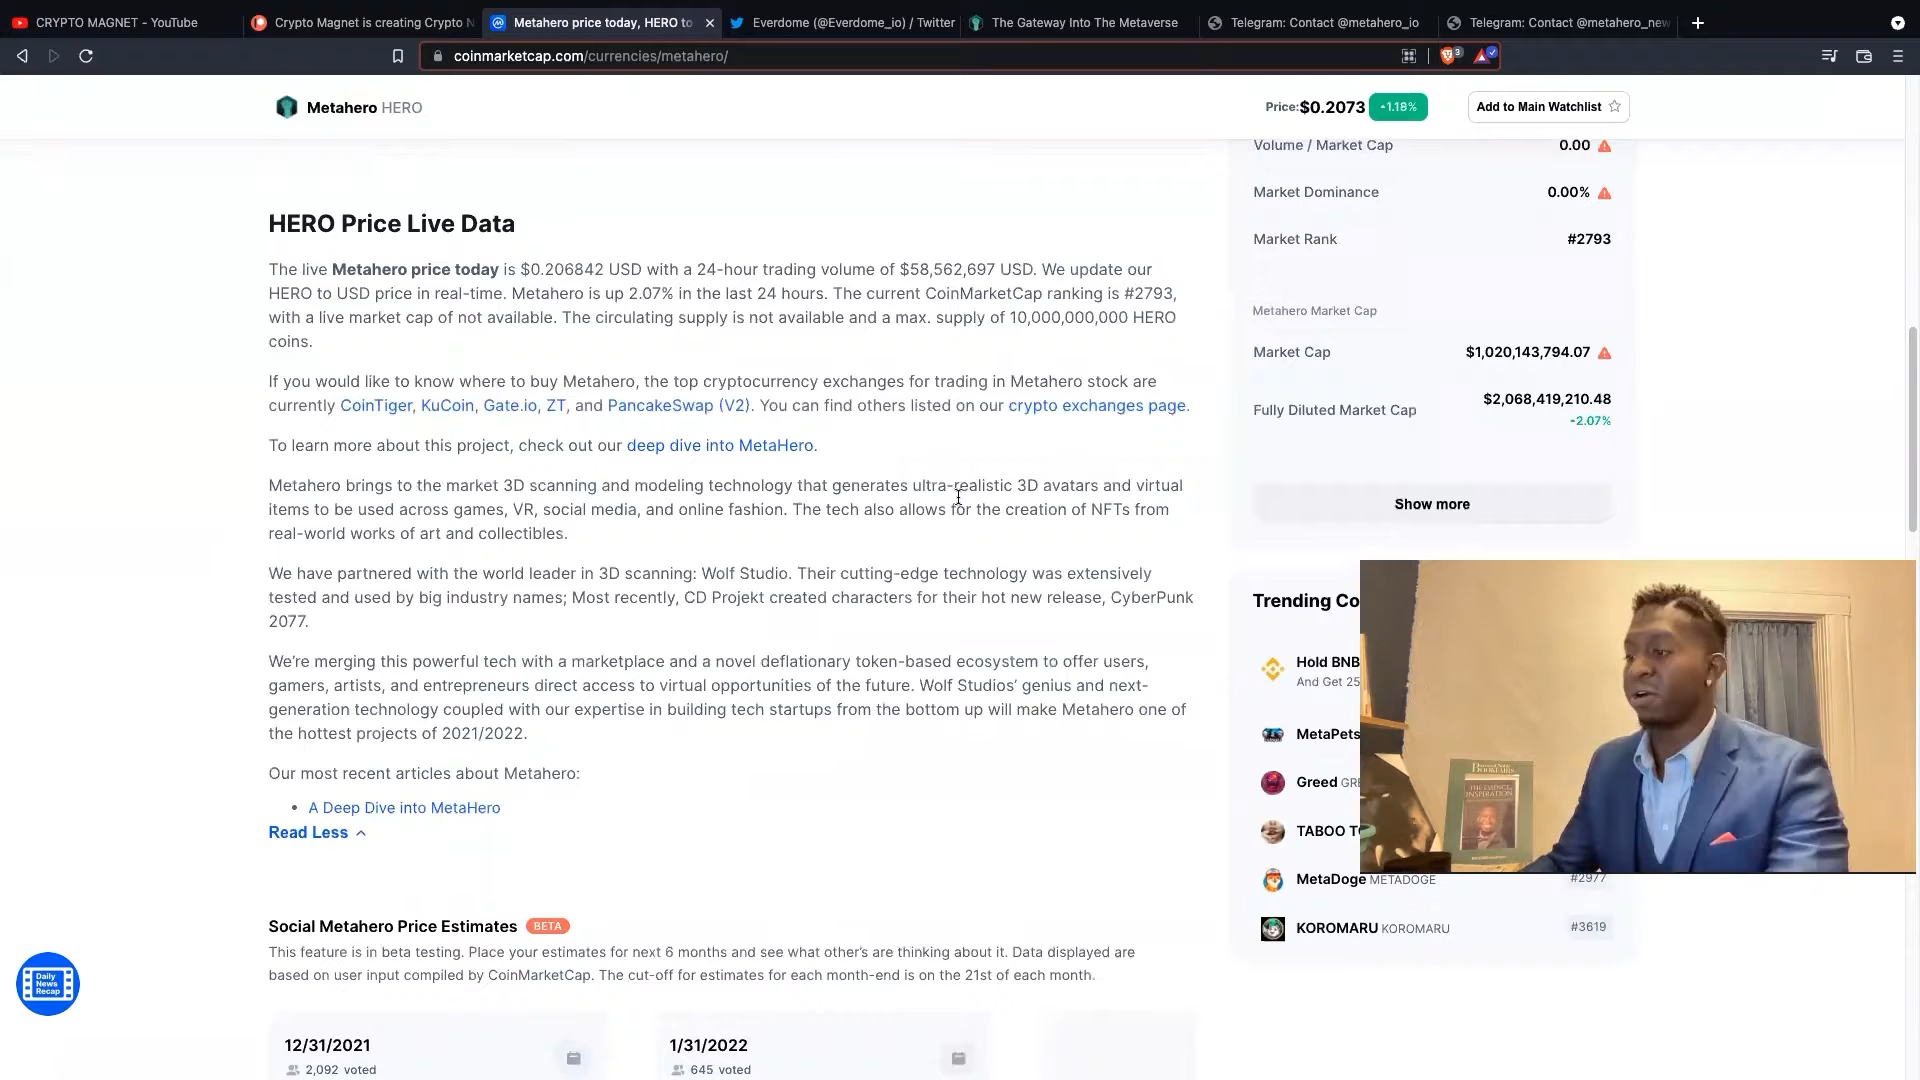 CRYPTO MAGNET - YouTube
Crypto Magnet is creating Crypto N
Metahero price today, HERO to
Everdome (@Everdome_io) / Twitter
The Gateway Into The Metaverse
Telegram: Contact @metahero_io
Telegram: Contact @metahero_new
coinmarketcap.com/currencies/metahero/
3
Metahero HERO
Price:$0.2073
1.18%
Add to Main Watchlist
Volume / Market Cap
0.00
Market Dominance
0.00%
Market Rank
#2793
Metahero Market Cap
Market Cap
$1,020,143,794.07
Fully Diluted Market Cap
$2,068,419,210.48
2.07%
Show more
HERO Price Live Data
The live Metahero price today is $0.206842 USD with a 24-hour trading volume of $58,562,697 USD. We update our
HERO to USD price in real-time. Metahero is up 2.07% in the last 24 hours. The current CoinMarketCap ranking is #2793,
with a live market cap of not available. The circulating supply is not available and a max. supply of 10,000,000,000 HERO
coins.
If you would like to know where to buy Metahero, the top cryptocurrency exchanges for trading in Metahero stock are
currently CoinTiger, KuCoin, Gate.io, ZT, and PancakeSwap (V2). You can find others listed on our crypto exchanges page.
To learn more about this project, check out our deep dive into MetaHero.
Metahero brings to the market 3D scanning and modeling technology that generates ultra-realistic 3D avatars and virtual
items to be used across games, VR, social media, and online fashion. The tech also allows for the creation of NFTs from
real-world works of art and collectibles.
We have partnered with the world leader in 3D scanning: Wolf Studio. Their cutting-edge technology was extensively
tested and used by big industry names; Most recently, CD Projekt created characters for their hot new release, CyberPunk
2077.
We're merging this powerful tech with a marketplace and a novel deflationary token-based ecosystem to offer users,
gamers, artists, and entrepreneurs direct access to virtual opportunities of the future. Wolf Studios' genius and next-
generation technology coupled with our expertise in building tech startups from the bottom up will make Metahero one of
the hottest projects of 2021/2022.
Our most recent articles about Metahero:
• A Deep Dive into MetaHero
Read Less
Trending Co
Hold BNB
And Get 25
MetaPets
Greed GRE
TABOO TO
MetaDoge METADOGE
#2977
KOROMARU KOROMARU
#3619
THE ESSENCE
INSPIRATION
Social Metahero Price Estimates BETA
This feature is in beta testing. Place your estimates for next 6 months and see what other's are thinking about it. Data displayed are
based on user input compiled by CoinMarketCap. The cut-off for estimates for each month-end is on the 21st of each month.
Daily
News
Recap
12/31/2021
2,092 voted
1/31/2022
645 voted